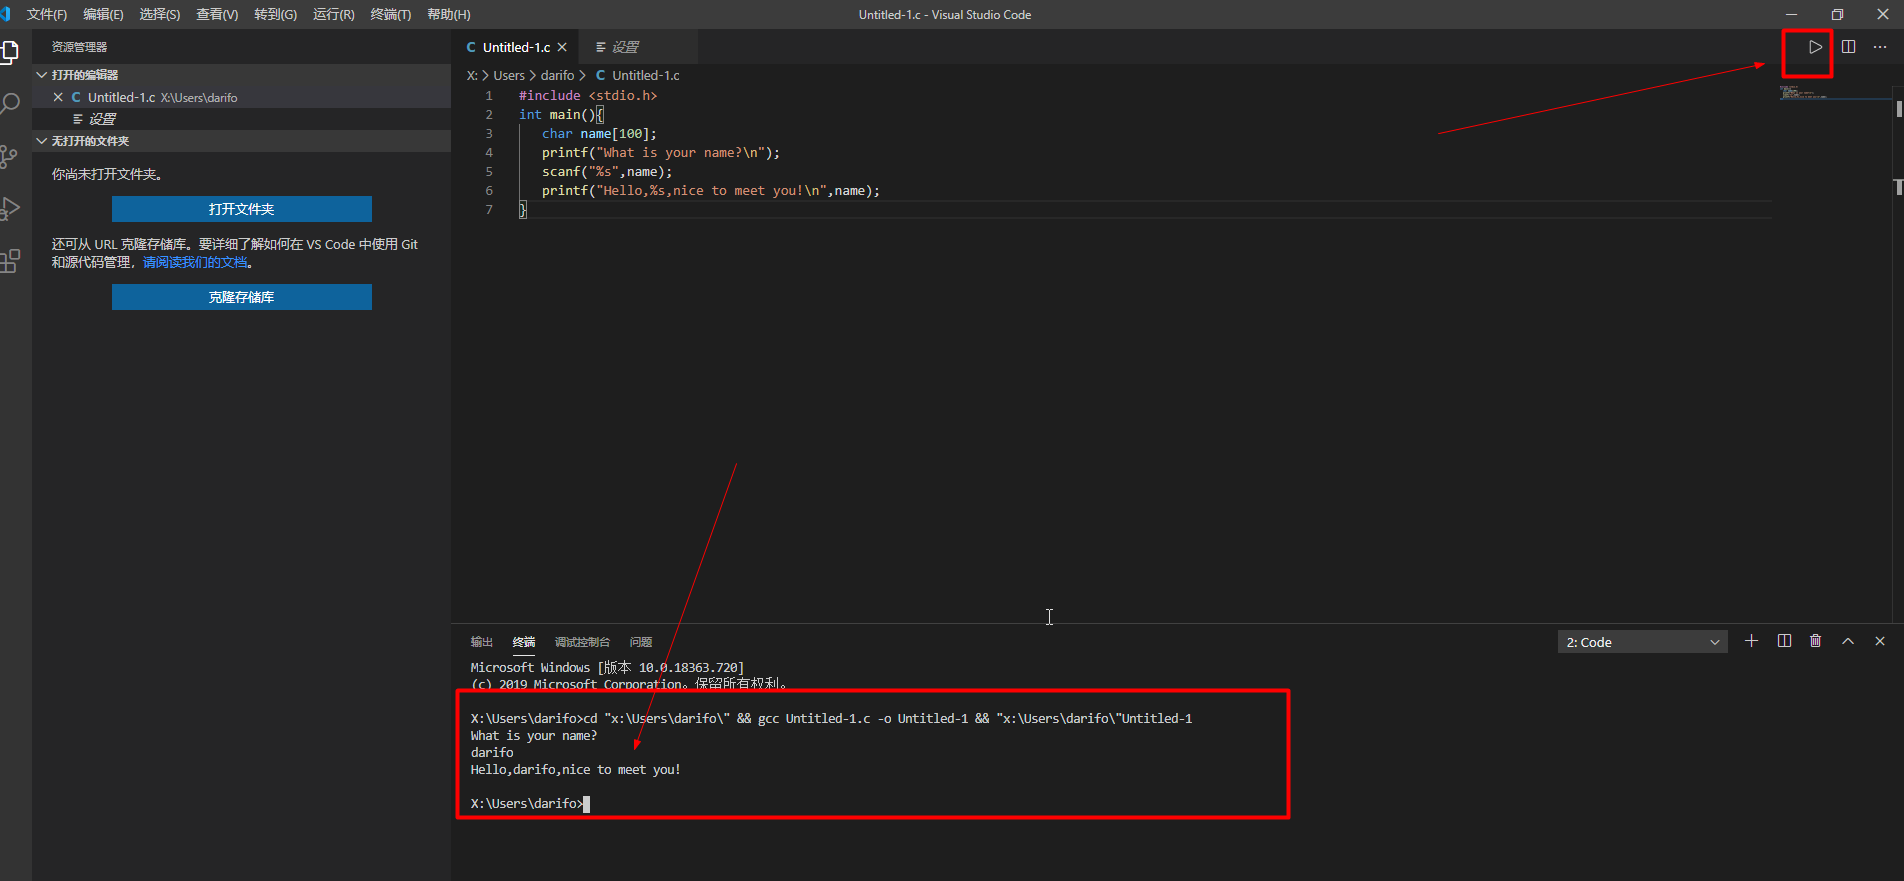 文件(F) 编辑(E) 选择(S) 查看(V) 转到(G) 运行(R) 终端(T) 帮助(H) Untitled-1.c - Visual Studio Code
资源管理器
打开的编辑器
Untitled-1.c X:\Users\darifo
设置
无打开的文件夹
你尚未打开文件夹。
打开文件夹
还可从 URL 克隆存储库。要详细了解如何在 VS Code 中使用 Git
和源代码管理，请阅读我们的文档。
克隆存储库
C Untitled-1.c 设置
X: > Users > darifo > C Untitled-1.c
1 #include <stdio.h>
2 int main(){
3 char name[100];
4 printf("What is your name?\n");
5 scanf("%s",name);
6 printf("Hello,%s,nice to meet you!\n",name);
7 }
输出 终端 调试控制台 问题 2: Code
Microsoft Windows [版本 10.0.18363.720]
(c) 2019 Microsoft Corporation。保留所有权利。
X:\Users\darifo>cd "x:\Users\darifo\" && gcc Untitled-1.c -o Untitled-1 && "x:\Users\darifo\"Untitled-1
What is your name?
darifo
Hello,darifo,nice to meet you!
X:\Users\darifo>